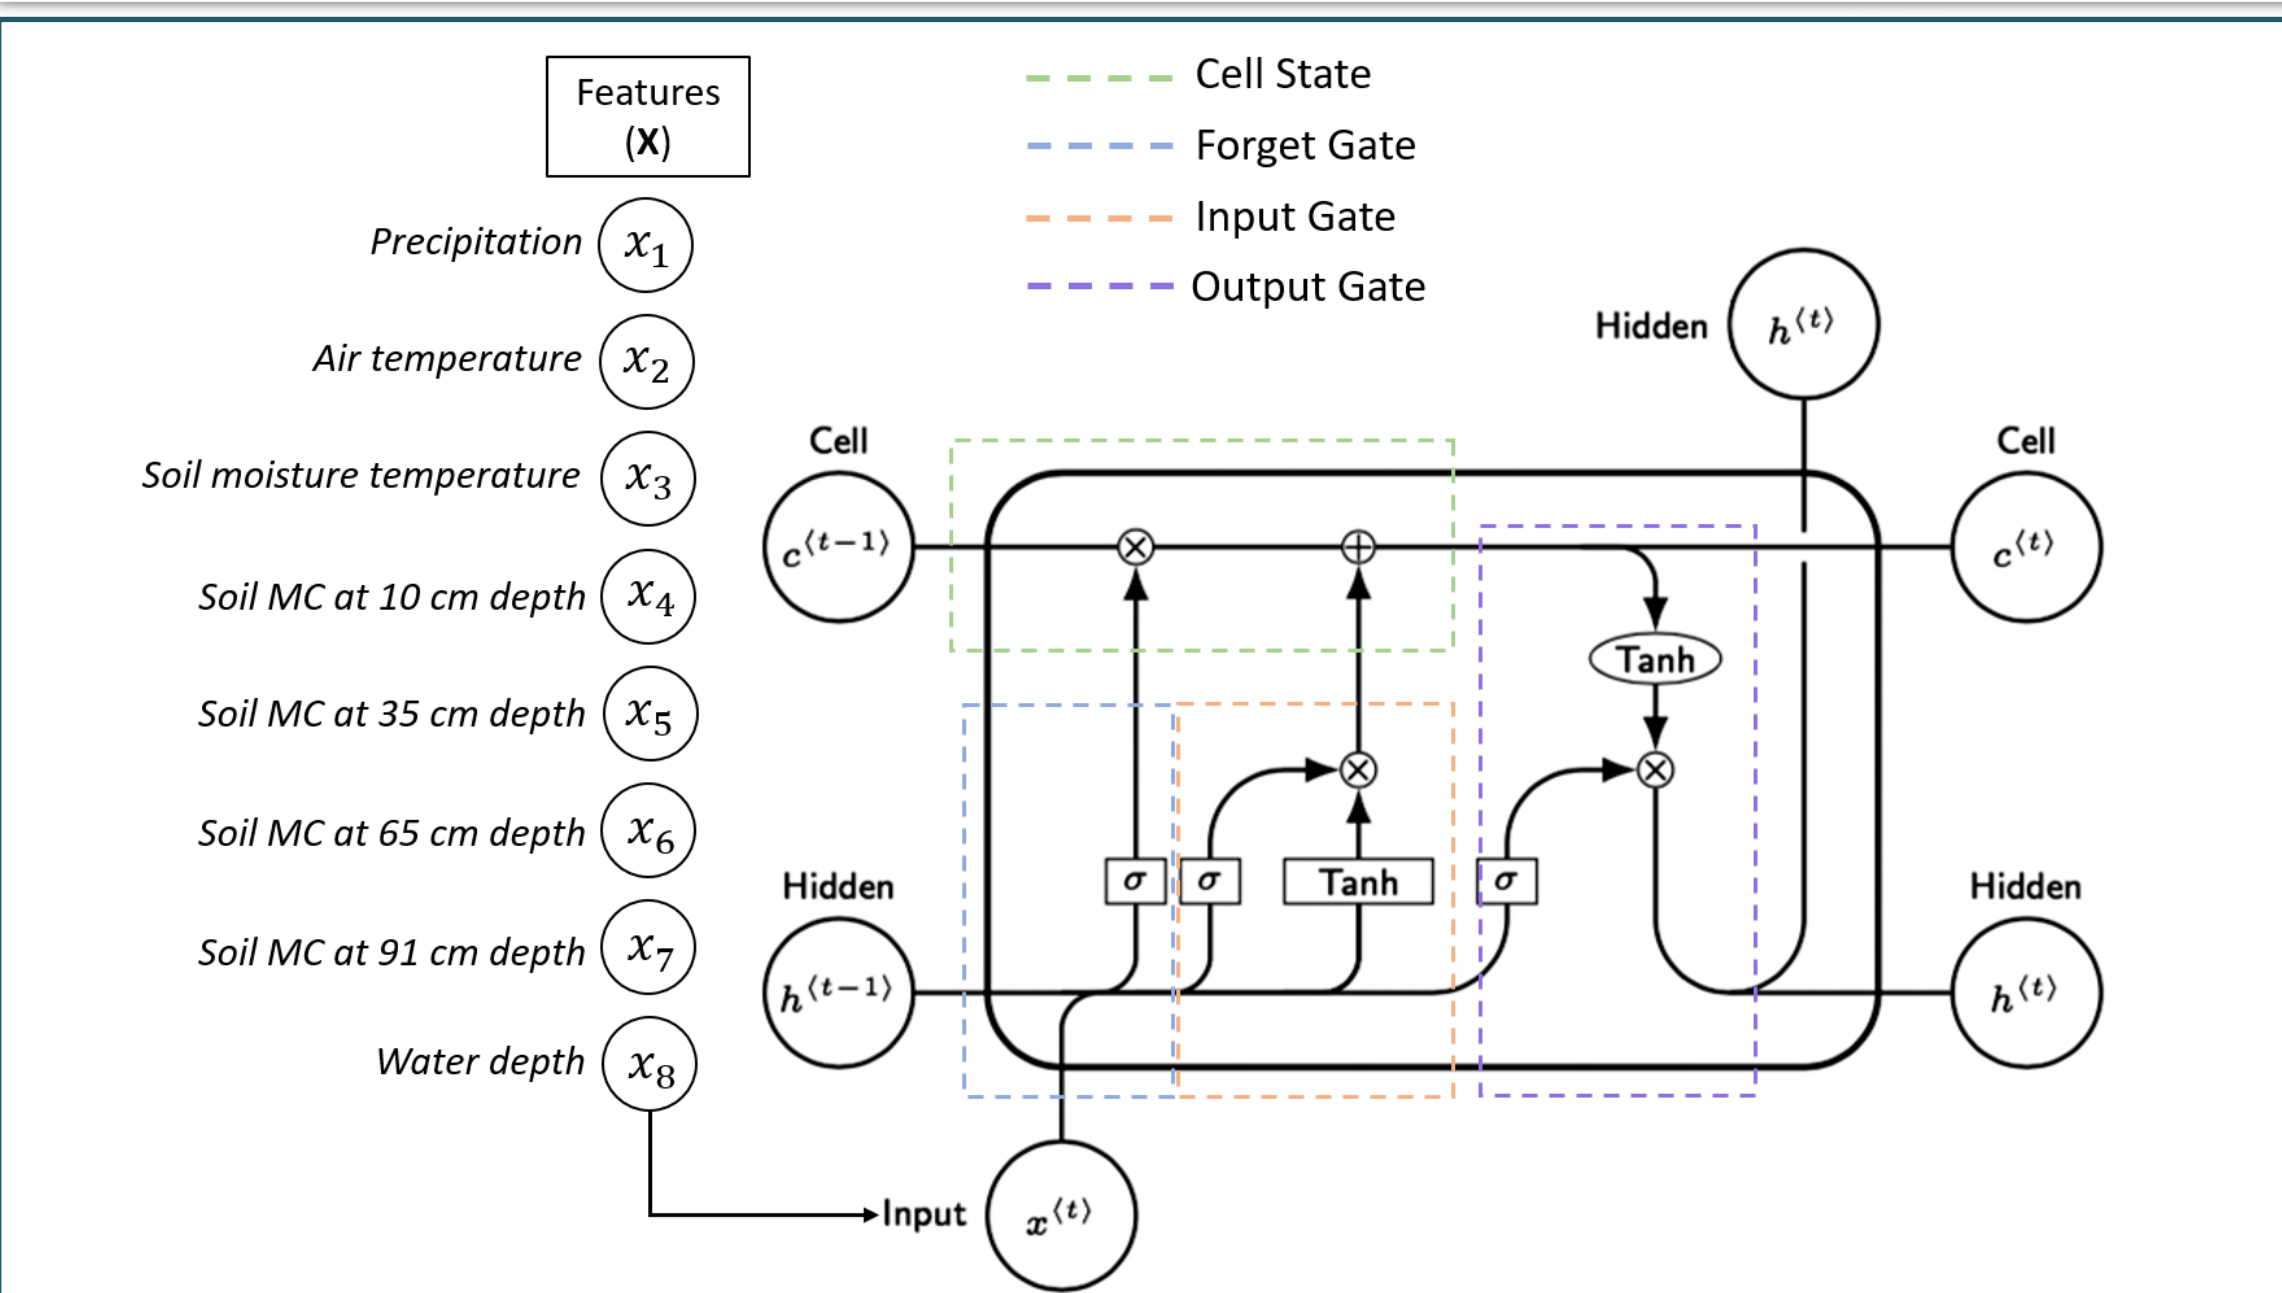 Features
(X)
Precipitation x₁
Air temperature x₂
Soil moisture temperature x₃
Soil MC at 10 cm depth x₄
Soil MC at 35 cm depth x₅
Soil MC at 65 cm depth x₆
Soil MC at 91 cm depth x₇
Water depth x₈
Cell State
Forget Gate
Input Gate
Output Gate
Hidden h⟨t⟩
Cell
c⟨t−1⟩
Cell
c⟨t⟩
Tanh
σ
σ
Tanh
σ
Hidden
h⟨t−1⟩
Hidden
h⟨t⟩
Input x⟨t⟩